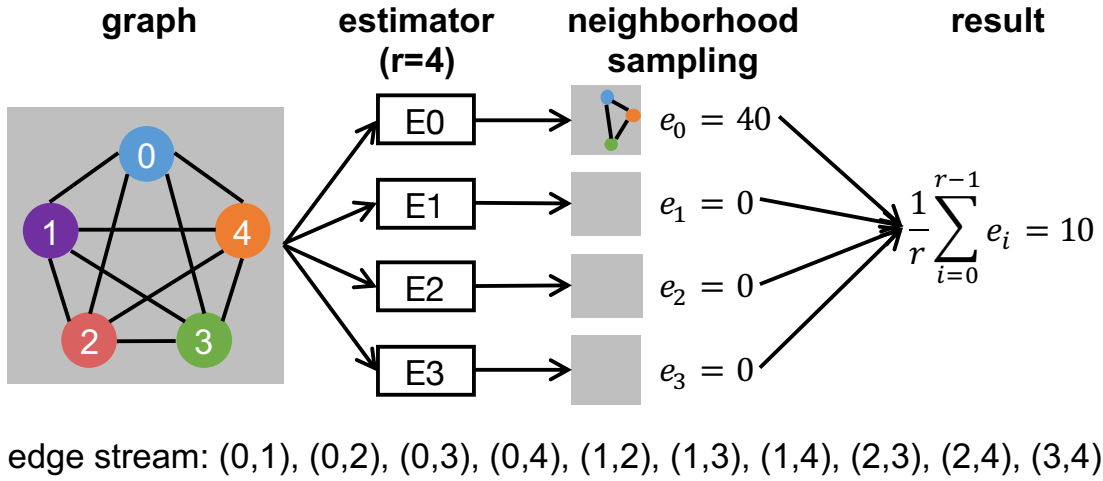 graph
estimator
(r=4)
neighborhood
sampling
result
0
1
4
2
3
E0
E1
E2
E3
e₀ = 40
e₁ = 0
e₂ = 0
e₃ = 0
1/r ∑_{i=0}^{r−1} eᵢ = 10
edge stream: (0,1), (0,2), (0,3), (0,4), (1,2), (1,3), (1,4), (2,3), (2,4), (3,4)